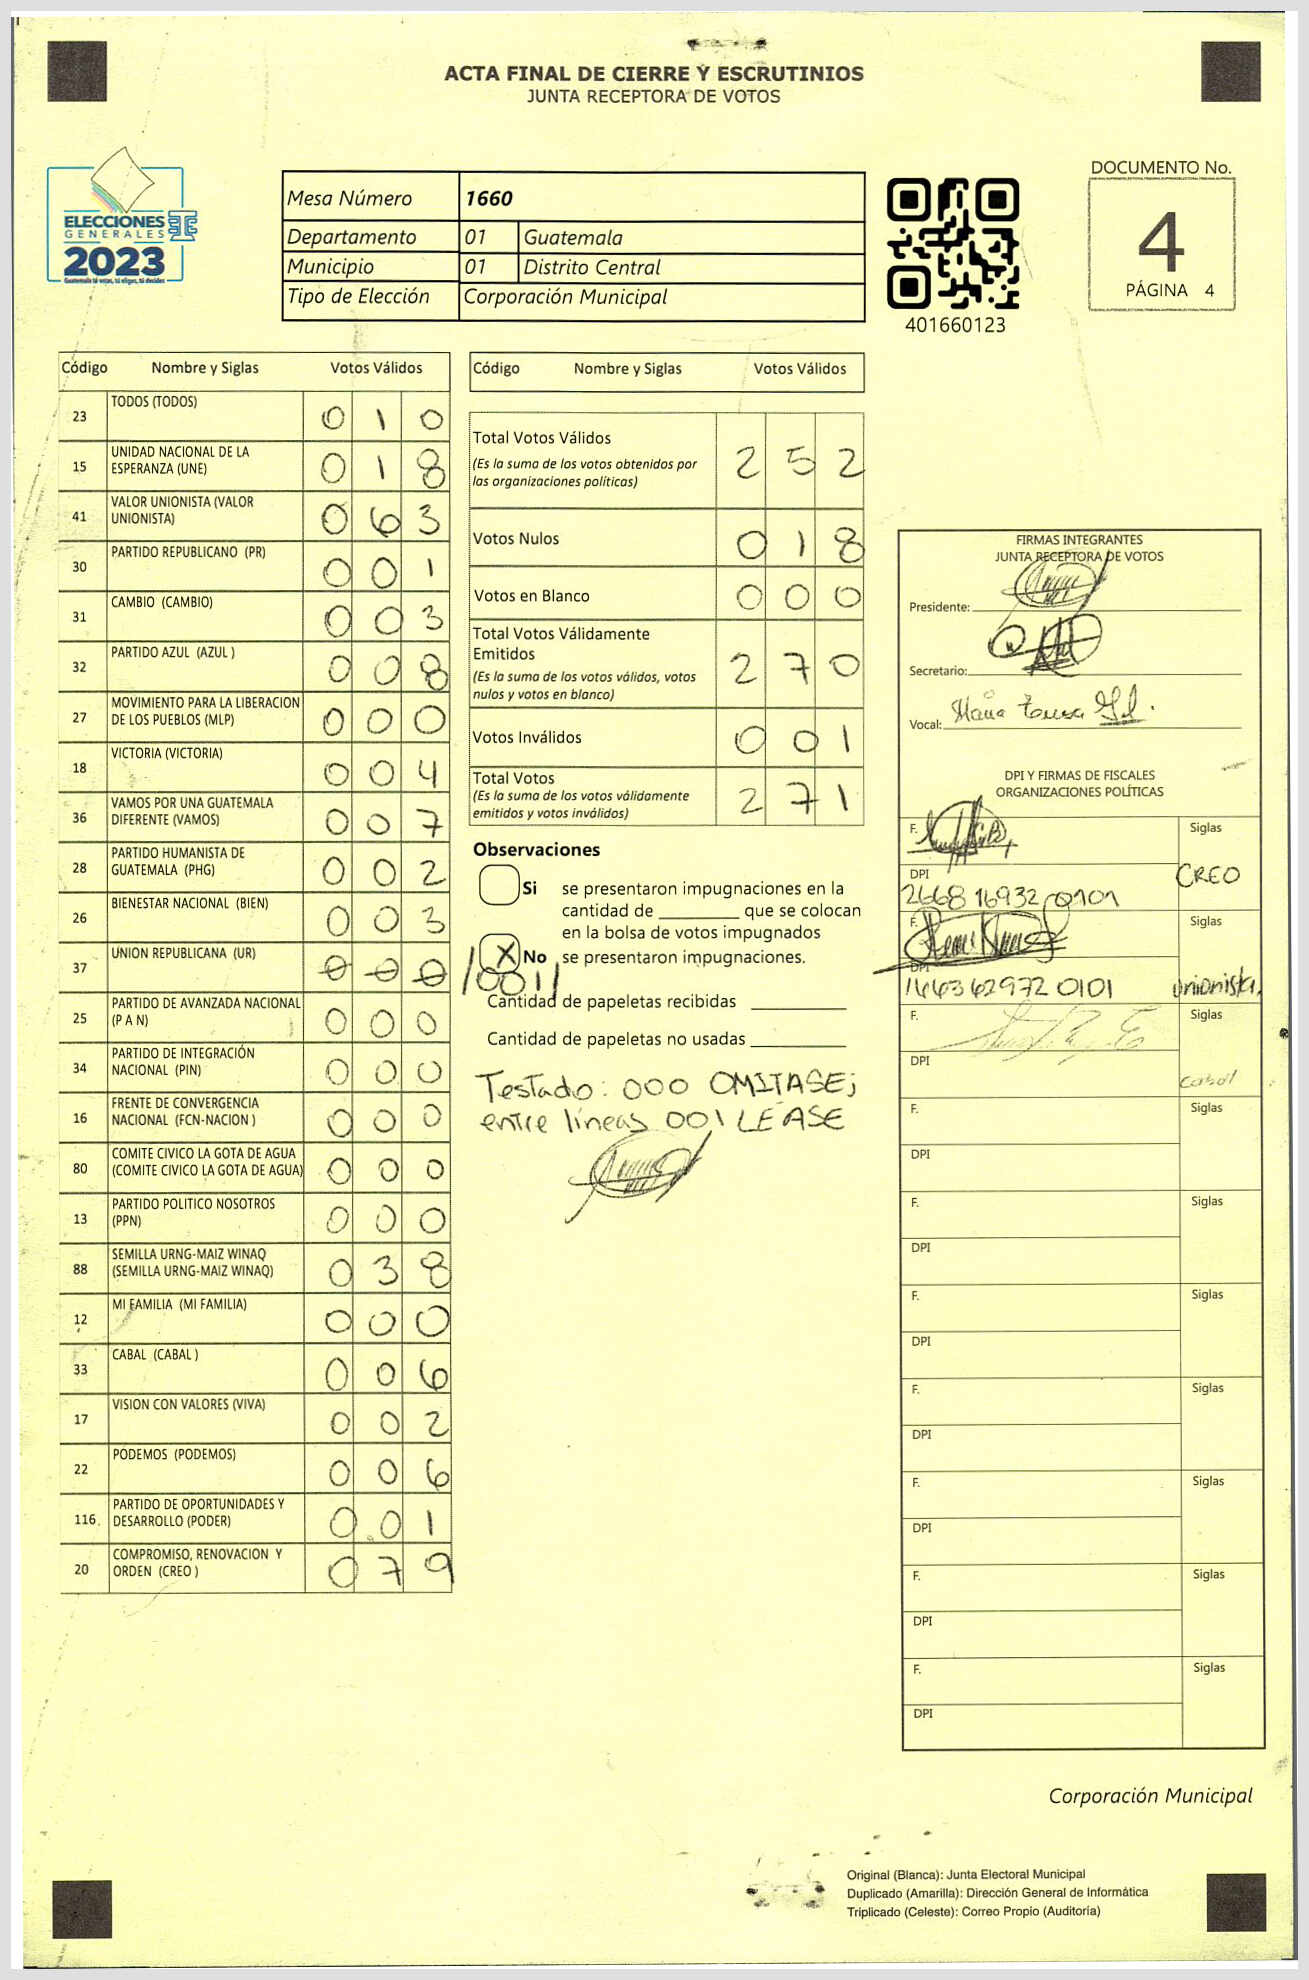 ACTA FINAL DE CIERRE Y ESCRUTINIOS
JUNTA RECEPTORA DE VOTOS
ELECCIONES
GENERALES
2023
Guatemala tú votas, tú eliges, tú decides
Mesa Número 1660
Departamento 01 Guatemala
Municipio 01 Distrito Central
Tipo de Elección Corporación Municipal
401660123
DOCUMENTO No.
4
PÁGINA 4
Código Nombre y Siglas Votos Válidos
23 TODOS (TODOS) 0 1 0
15 UNIDAD NACIONAL DE LA
ESPERANZA (UNE) 0 1 8
41 VALOR UNIONISTA (VALOR
UNIONISTA) 0 6 3
30 PARTIDO REPUBLICANO (PR) 0 0 1
31 CAMBIO (CAMBIO) 0 0 3
32 PARTIDO AZUL (AZUL ) 0 0 8
27 MOVIMIENTO PARA LA LIBERACION
DE LOS PUEBLOS (MLP) 0 0 0
18 VICTORIA (VICTORIA) 0 0 4
36 VAMOS POR UNA GUATEMALA
DIFERENTE (VAMOS) 0 0 7
28 PARTIDO HUMANISTA DE
GUATEMALA (PHG) 0 0 2
26 BIENESTAR NACIONAL (BIEN) 0 0 3
37 UNION REPUBLICANA (UR) 0 0 0 /001/
25 PARTIDO DE AVANZADA NACIONAL
(P A N) 0 0 0
34 PARTIDO DE INTEGRACIÓN
NACIONAL (PIN) 0 0 0
16 FRENTE DE CONVERGENCIA
NACIONAL (FCN-NACION ) 0 0 0
80 COMITE CIVICO LA GOTA DE AGUA
(COMITE CIVICO LA GOTA DE AGUA) 0 0 0
13 PARTIDO POLITICO NOSOTROS
(PPN) 0 0 0
88 SEMILLA URNG-MAIZ WINAQ
(SEMILLA URNG-MAIZ WINAQ) 0 3 8
12 MI FAMILIA (MI FAMILIA) 0 0 0
33 CABAL (CABAL ) 0 0 6
17 VISION CON VALORES (VIVA) 0 0 2
22 PODEMOS (PODEMOS) 0 0 6
116 PARTIDO DE OPORTUNIDADES Y
DESARROLLO (PODER) 0 0 1
20 COMPROMISO, RENOVACION Y
ORDEN (CREO ) 0 7 9
Código Nombre y Siglas Votos Válidos
Total Votos Válidos
(Es la suma de los votos obtenidos por
las organizaciones políticas) 2 5 2
Votos Nulos 0 1 8
Votos en Blanco 0 0 0
Total Votos Válidamente
Emitidos
(Es la suma de los votos válidos, votos
nulos y votos en blanco) 2 7 0
Votos Inválidos 0 0 1
Total Votos
(Es la suma de los votos válidamente
emitidos y votos inválidos) 2 7 1
Observaciones
Si se presentaron impugnaciones en la
cantidad de ________ que se colocan
en la bolsa de votos impugnados
X No se presentaron impugnaciones.
Cantidad de papeletas recibidas
Cantidad de papeletas no usadas
Testado: 000 OMITASE;
entre líneas 001 LEASE
FIRMAS INTEGRANTES
JUNTA RECEPTORA DE VOTOS
Presidente:
Secretario:
Vocal: Maria Teresa Gil.
DPI Y FIRMAS DE FISCALES
ORGANIZACIONES POLÍTICAS
F. Siglas
DPI CREO
2668 16932 0101
F. Siglas
DPI
1663 62972 0101 unionista.
F. Siglas
DPI cabal
F. Siglas
DPI
F. Siglas
DPI
F. Siglas
DPI
F. Siglas
DPI
F. Siglas
DPI
F. Siglas
DPI
F. Siglas
DPI
Corporación Municipal
Original (Blanca): Junta Electoral Municipal
Duplicado (Amarilla): Dirección General de Informática
Triplicado (Celeste): Correo Propio (Auditoría)